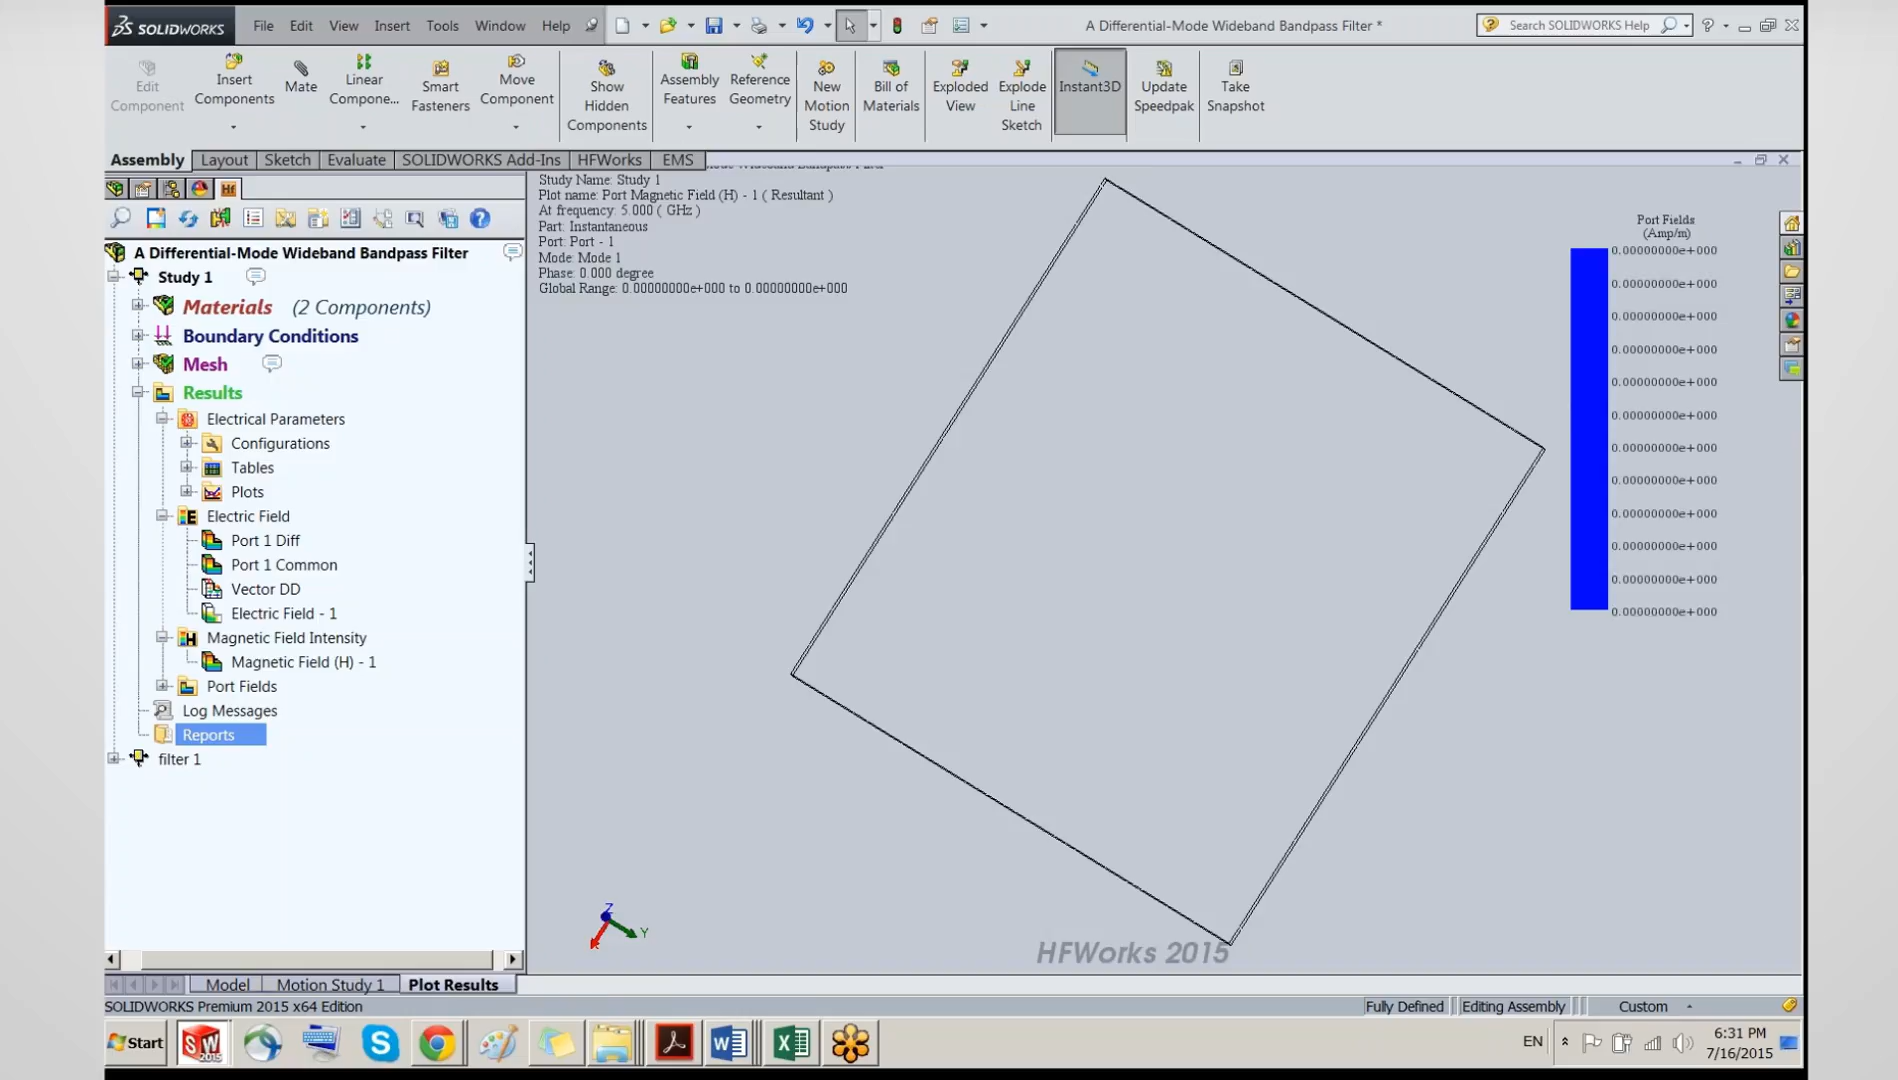 SOLIDWORKS File Edit View Insert Tools Window Help
A Differential-Mode Wideband Bandpass Filter *
Search SOLIDWORKS Help
Edit Component
Insert Components
Mate
Linear Compone...
Smart Fasteners
Move Component
Show Hidden Components
Assembly Features
Reference Geometry
New Motion Study
Bill of Materials
Exploded View
Explode Line Sketch
Instant3D
Update Speedpak
Take Snapshot
Assembly Layout Sketch Evaluate SOLIDWORKS Add-Ins HFWorks EMS
A Differential-Mode Wideband Bandpass Filter
Study 1
Materials (2 Components)
Boundary Conditions
Mesh
Results
Electrical Parameters
Configurations
Tables
Plots
Electric Field
Port 1 Diff
Port 1 Common
Vector DD
Electric Field - 1
Magnetic Field Intensity
Magnetic Field (H) - 1
Port Fields
Log Messages
Reports
filter 1
Study Name: Study 1
Plot name: Port Magnetic Field (H) - 1 ( Resultant )
At frequency: 5.000 ( GHz )
Part: Instantaneous
Port: Port - 1
Mode: Mode 1
Phase: 0.000 degree
Global Range: 0.00000000e+000 to 0.00000000e+000
Port Fields
(Amp/m)
0.00000000e+000
0.00000000e+000
0.00000000e+000
0.00000000e+000
0.00000000e+000
0.00000000e+000
0.00000000e+000
0.00000000e+000
0.00000000e+000
0.00000000e+000
0.00000000e+000
0.00000000e+000
Z
Y
HFWorks 2015
Model Motion Study 1 Plot Results
SOLIDWORKS Premium 2015 x64 Edition
Fully Defined Editing Assembly Custom
Start
EN
6:31 PM
7/16/2015